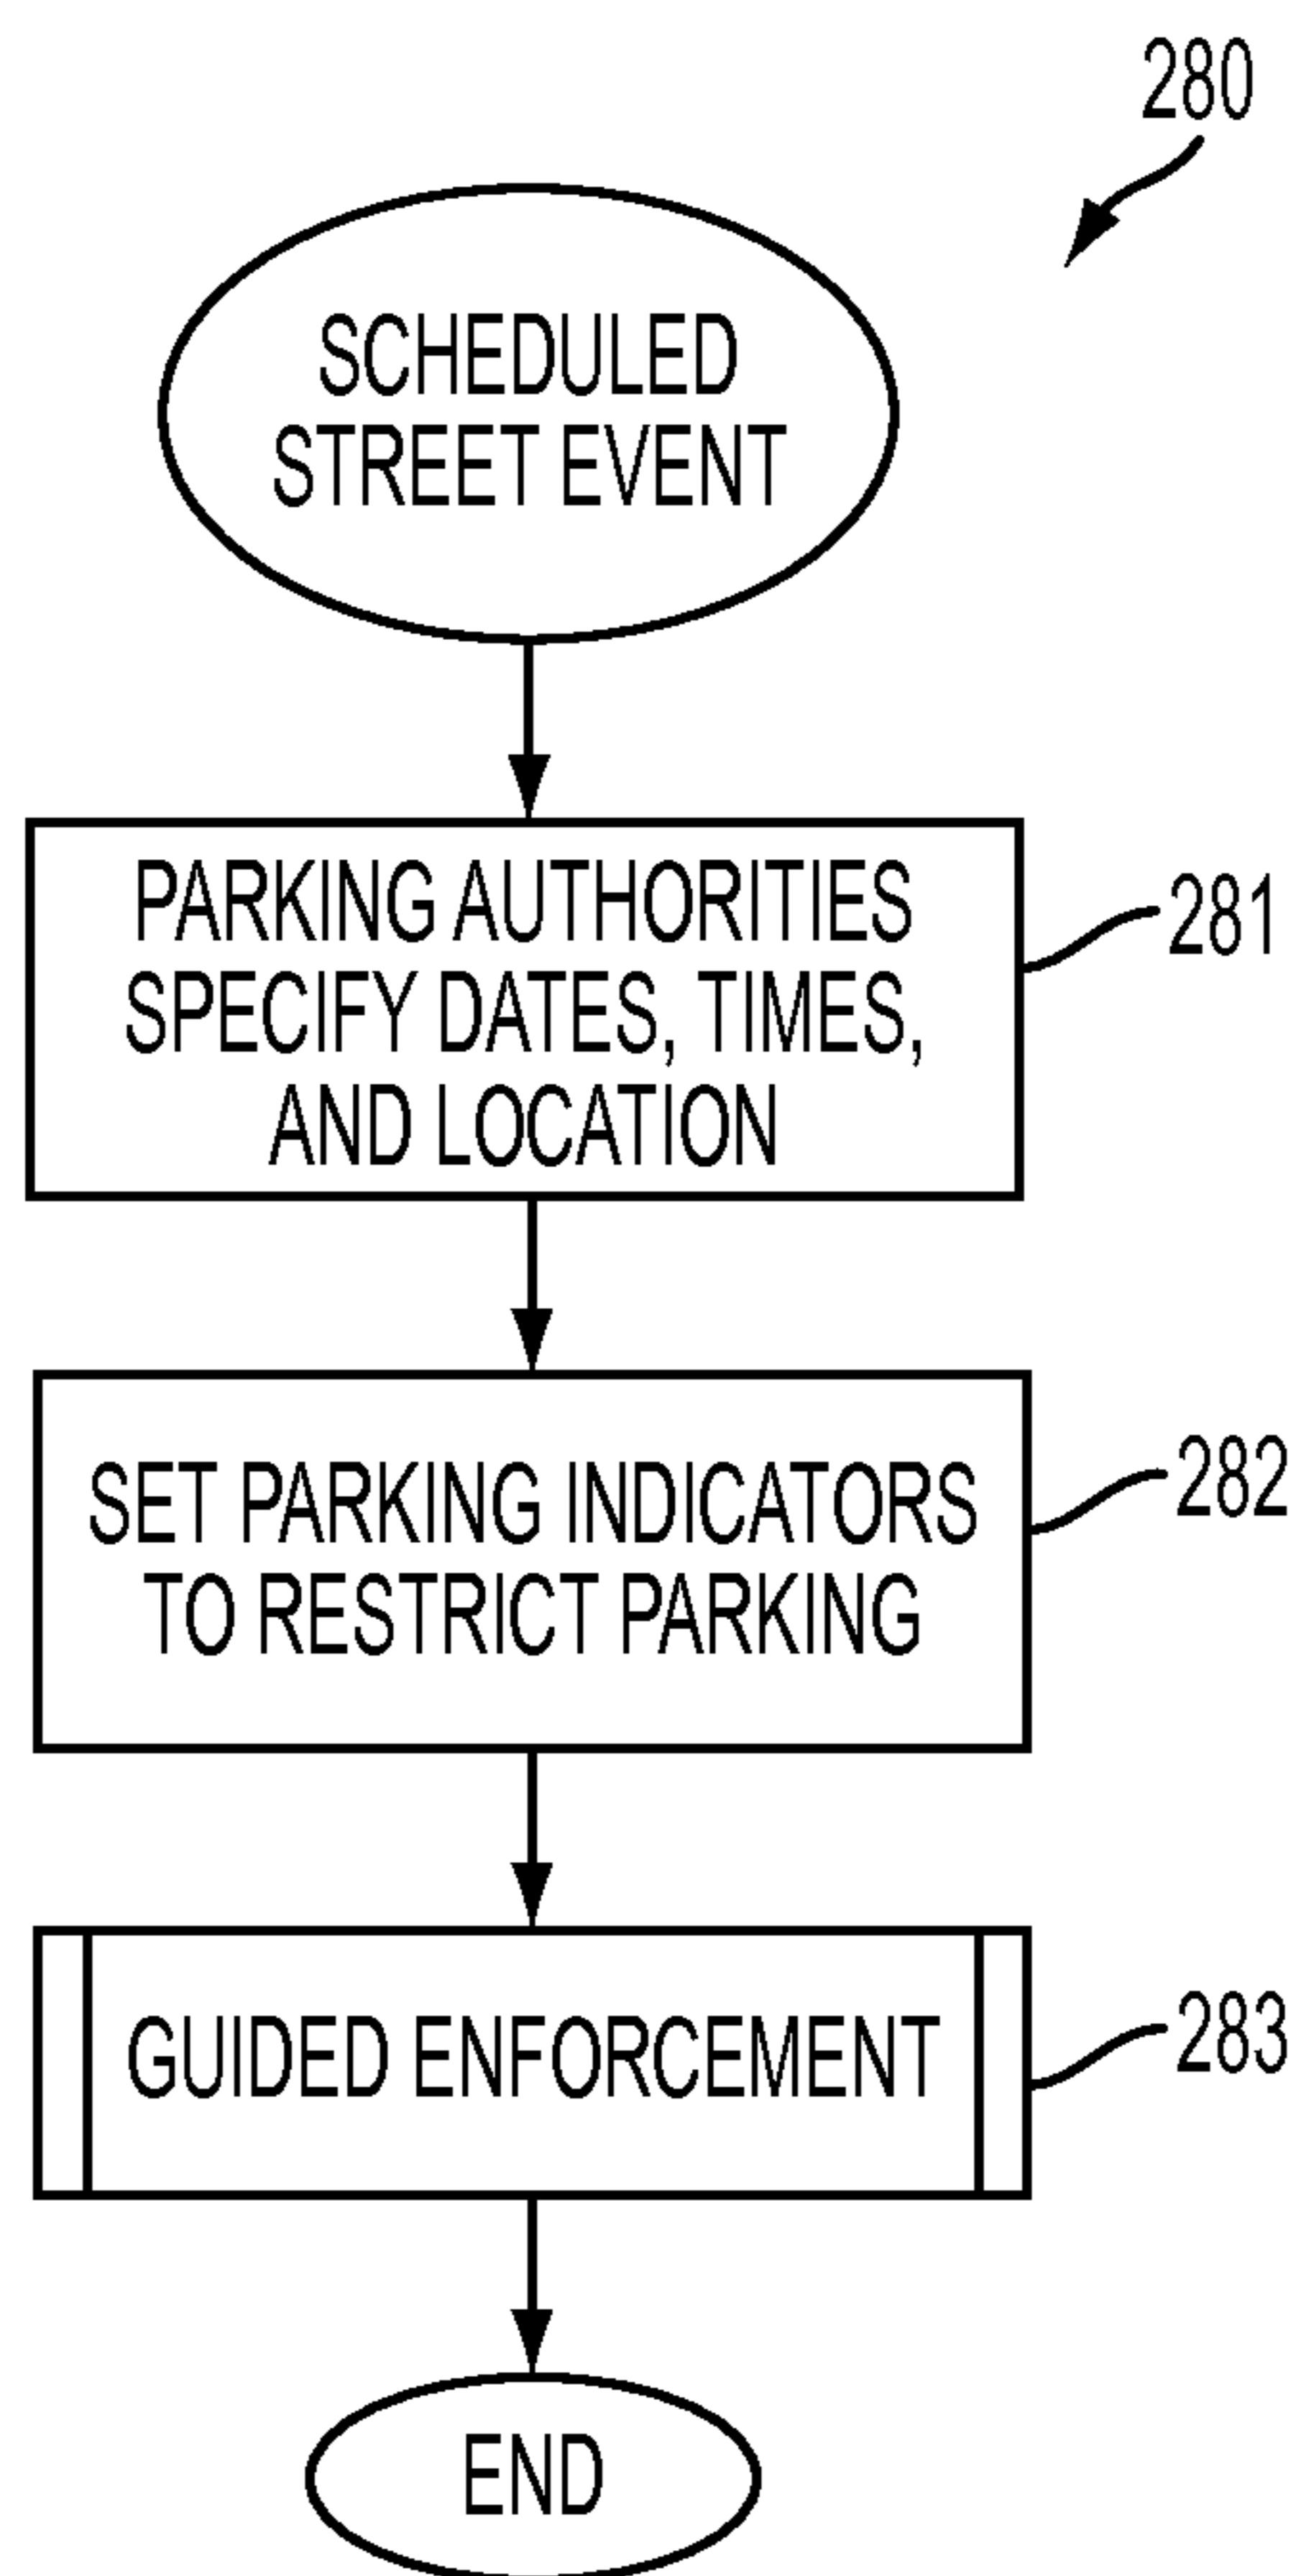 280
SCHEDULED
STREET EVENT
PARKING AUTHORITIES
SPECIFY DATES, TIMES,
AND LOCATION
281
SET PARKING INDICATORS
TO RESTRICT PARKING
282
GUIDED ENFORCEMENT
283
END